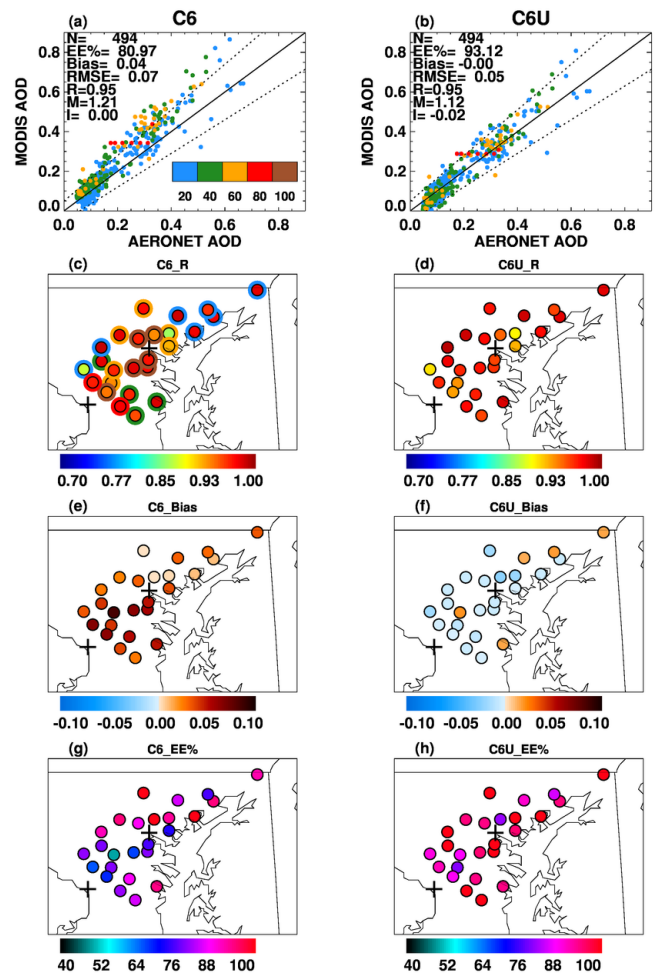 C6
C6U
(a)
N= 494
EE%= 80.97
Bias= 0.04
RMSE= 0.07
R=0.95
M=1.21
I= 0.00
MODIS AOD
0.8
0.6
0.4
0.2
0.0
20 40 60 80 100
0.0 0.2 0.4 0.6 0.8
AERONET AOD
(b)
N= 494
EE%= 93.12
Bias= -0.00
RMSE= 0.05
R=0.95
M=1.12
I= -0.02
MODIS AOD
0.8
0.6
0.4
0.2
0.0
0.0 0.2 0.4 0.6 0.8
AERONET AOD
(c) C6_R
0.70 0.77 0.85 0.93 1.00
(d) C6U_R
0.70 0.77 0.85 0.93 1.00
(e) C6_Bias
-0.10 -0.05 0.00 0.05 0.10
(f) C6U_Bias
-0.10 -0.05 0.00 0.05 0.10
(g) C6_EE%
40 52 64 76 88 100
(h) C6U_EE%
40 52 64 76 88 100